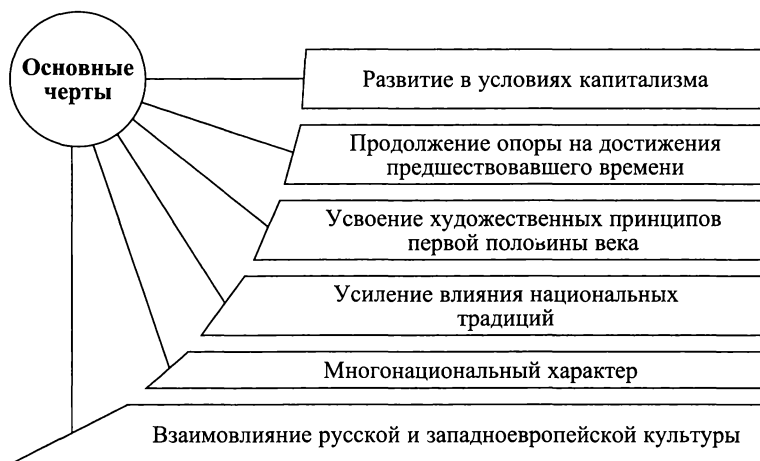 Основные
черты
Развитие в условиях капитализма
Продолжение опоры на достижения
предшествовавшего времени
Усвоение художественных принципов
первой половины века
Усиление влияния национальных
традиций
Многонациональный характер
Взаимовлияние русской и западноевропейской культуры